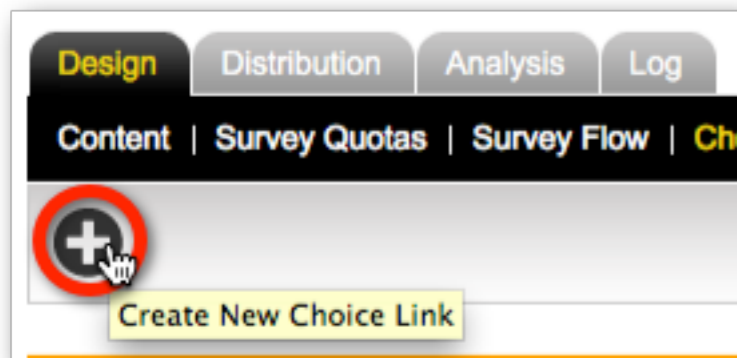 Design Distribution Analysis Log
Content | Survey Quotas | Survey Flow |
Create New Choice Link